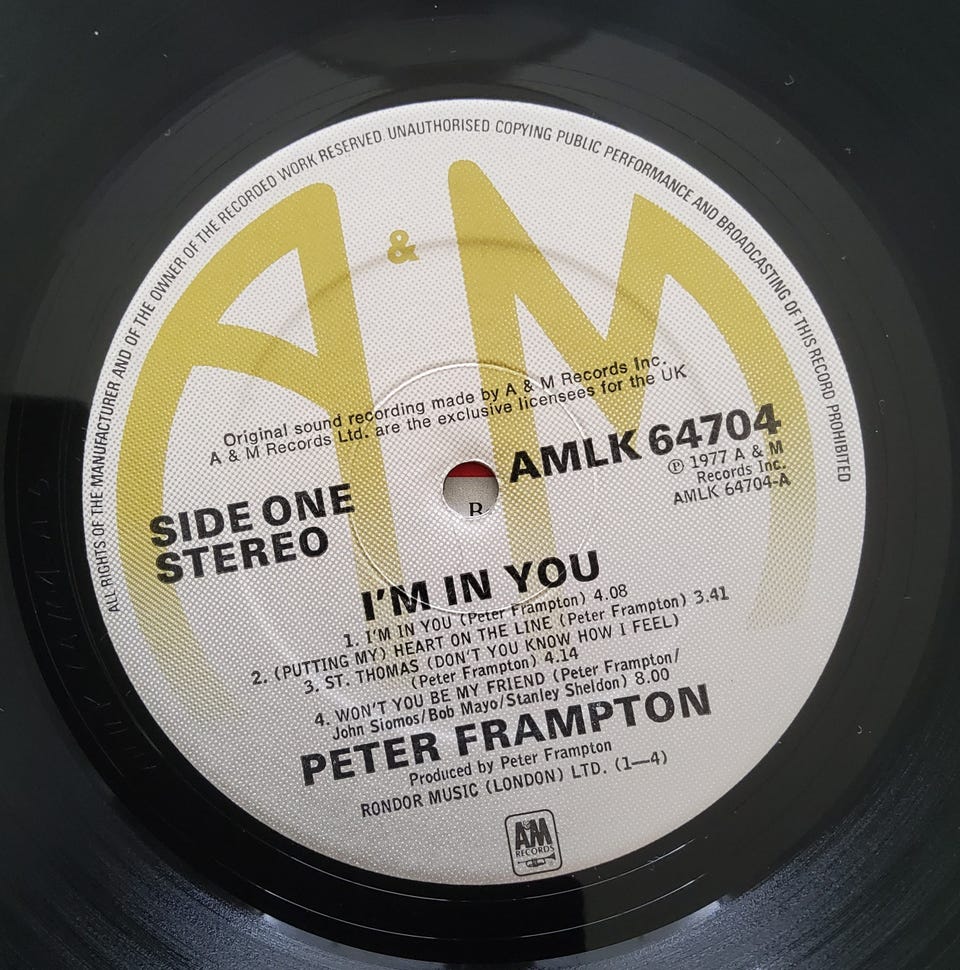 ALL RIGHTS OF THE MANUFACTURER AND OF THE OWNER OF THE RECORDED WORK RESERVED. UNAUTHORISED COPYING PUBLIC PERFORMANCE AND BROADCASTING OF THIS RECORD PROHIBITED
A & M
Original sound recording made by A & M Records Inc.
A & M Records Ltd. are the exclusive licensees for the UK
AMLK 64704
℗ 1977 A & M
Records Inc.
AMLK 64704-A
SIDE ONE
STEREO
B
I'M IN YOU
1. I'M IN YOU (Peter Frampton) 4.08
2. (PUTTING MY) HEART ON THE LINE (Peter Frampton) 3.41
3. ST. THOMAS (DON'T YOU KNOW HOW I FEEL)
(Peter Frampton) 4.14
4. WON'T YOU BE MY FRIEND (Peter Frampton/
John Siomos/Bob Mayo/Stanley Sheldon) 8.00
PETER FRAMPTON
Produced by Peter Frampton
RONDOR MUSIC (LONDON) LTD. (1—4)
A&M
RECORDS